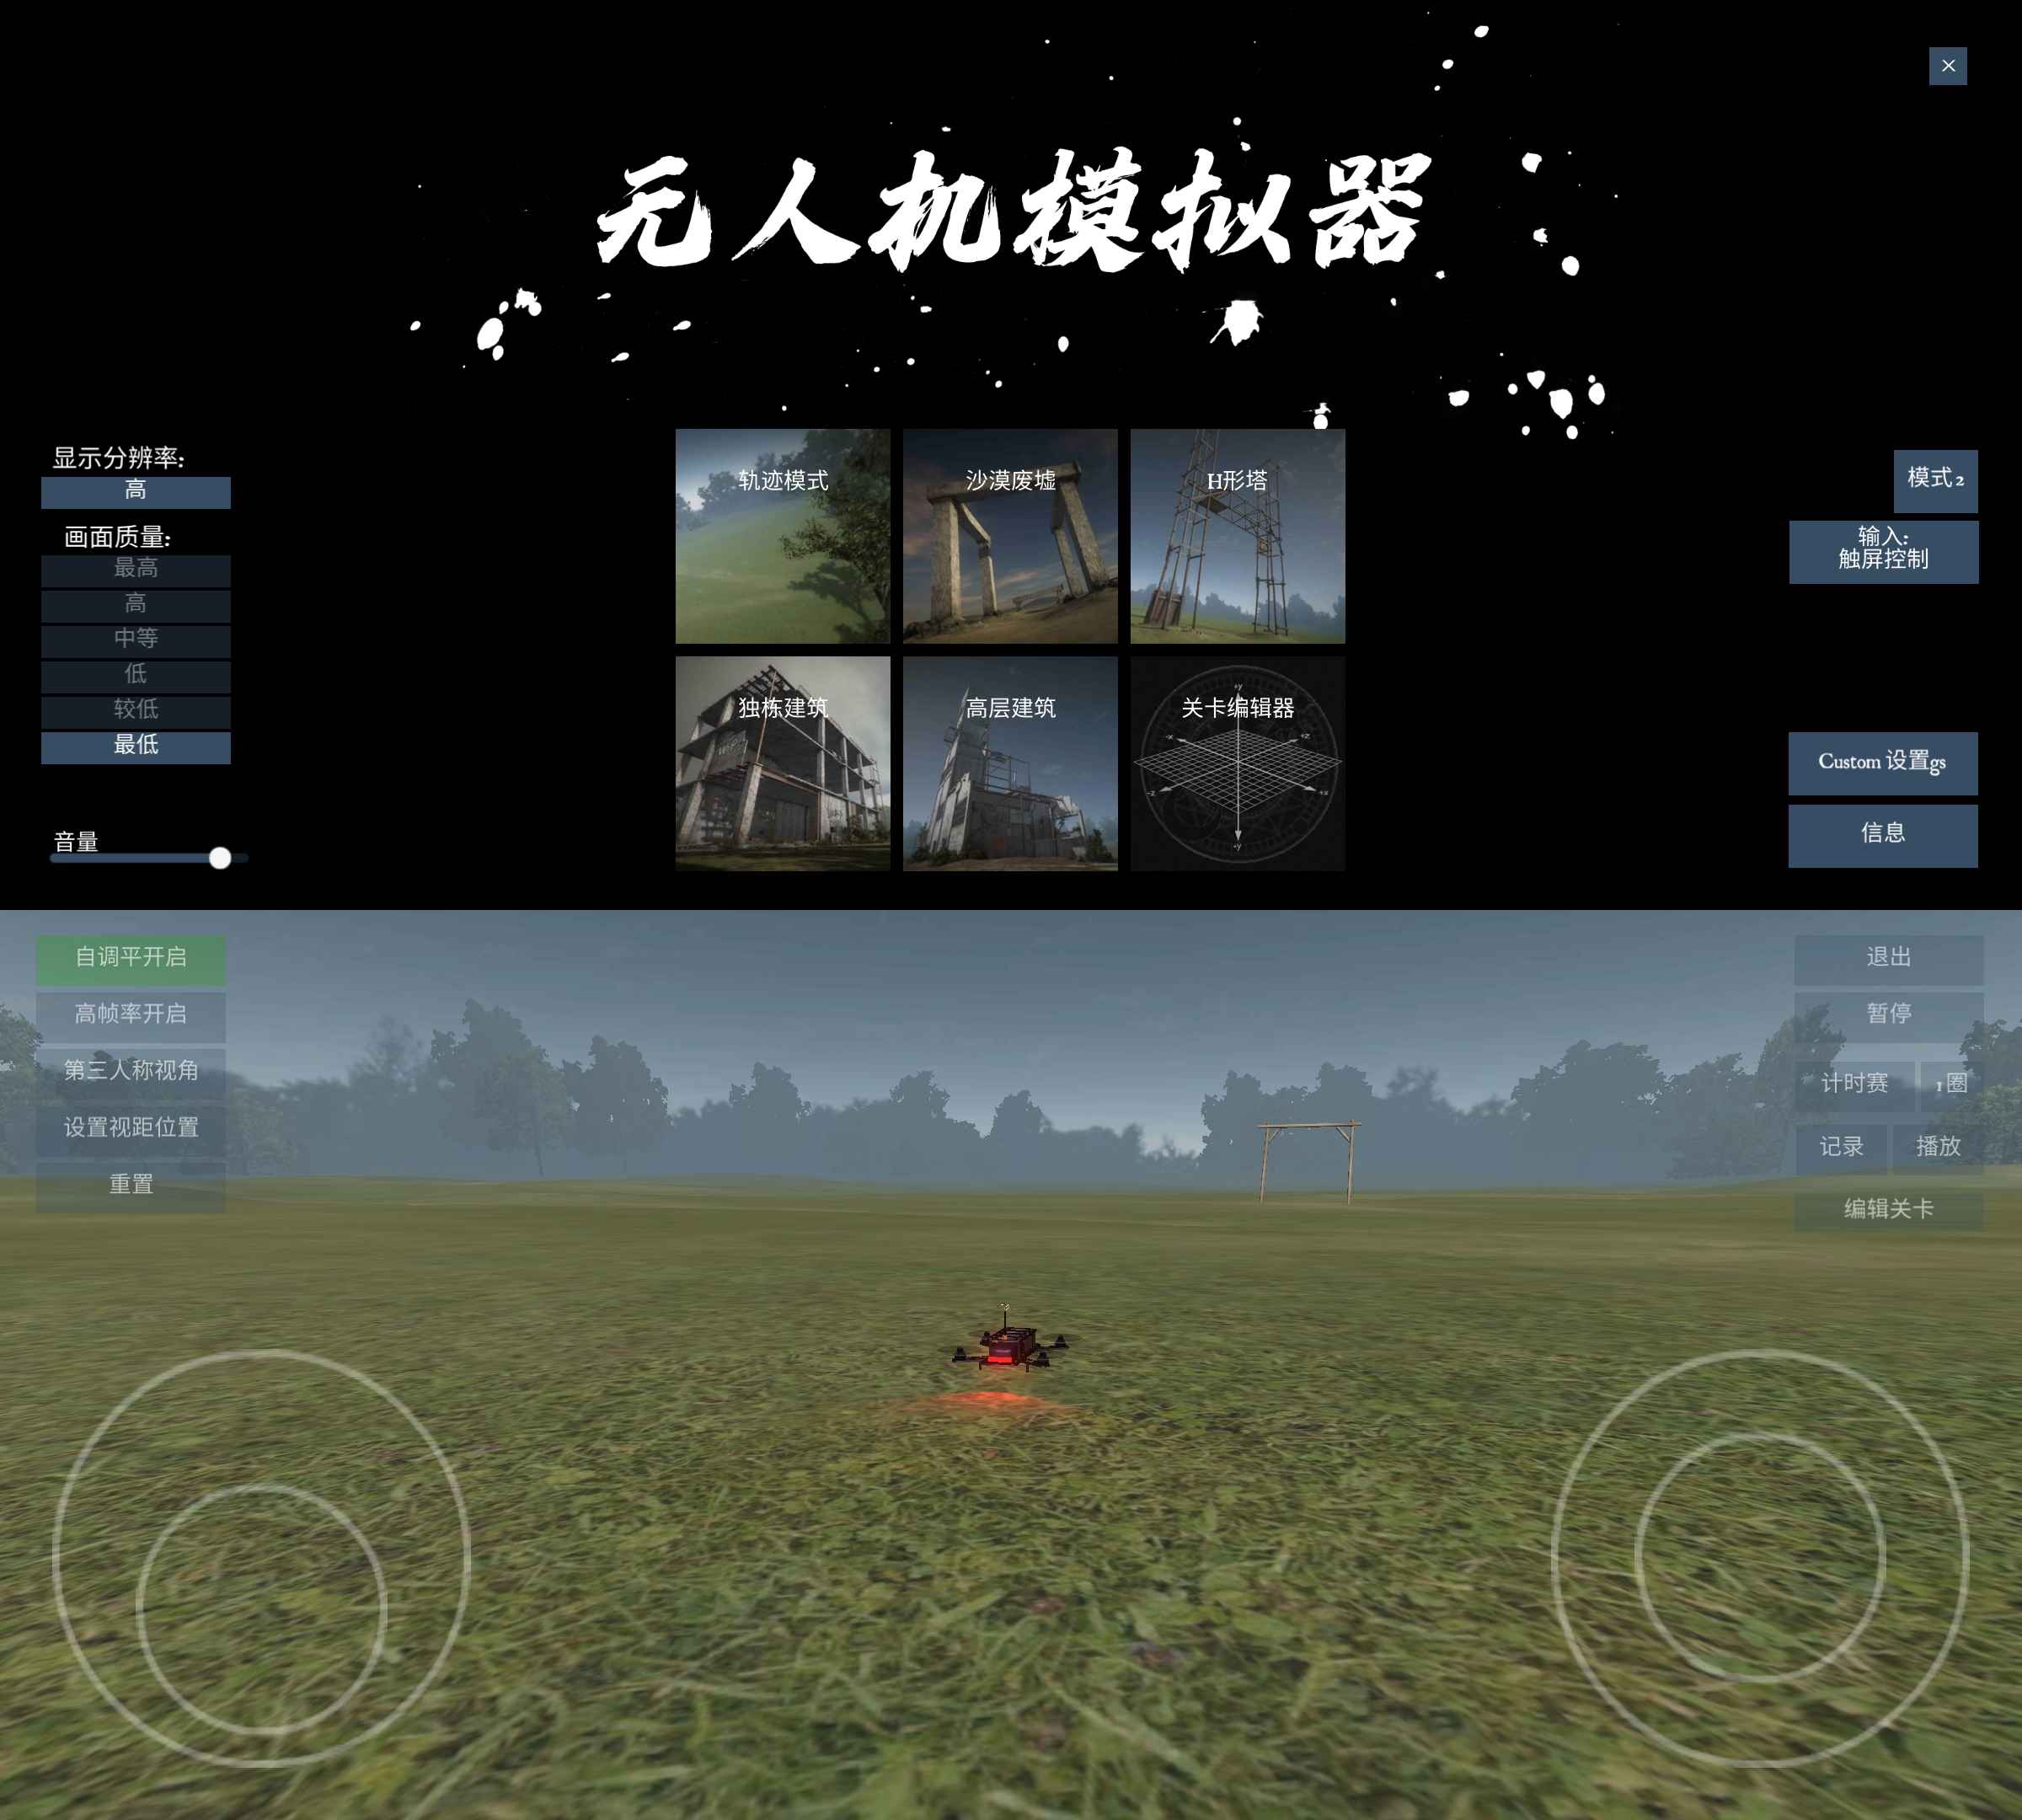 ×
无人机模拟器
显示分辨率:
高
画面质量:
最高
高
中等
低
较低
最低
音量
轨迹模式
沙漠废墟
H形塔
独栋建筑
高层建筑
关卡编辑器
+y
-x
+z
-z
+x
-y
模式2
输入:
触屏控制
Custom 设置gs
信息
自调平开启
高帧率开启
第三人称视角
设置视距位置
重置
退出
暂停
计时赛 1圈
记录 播放
编辑关卡